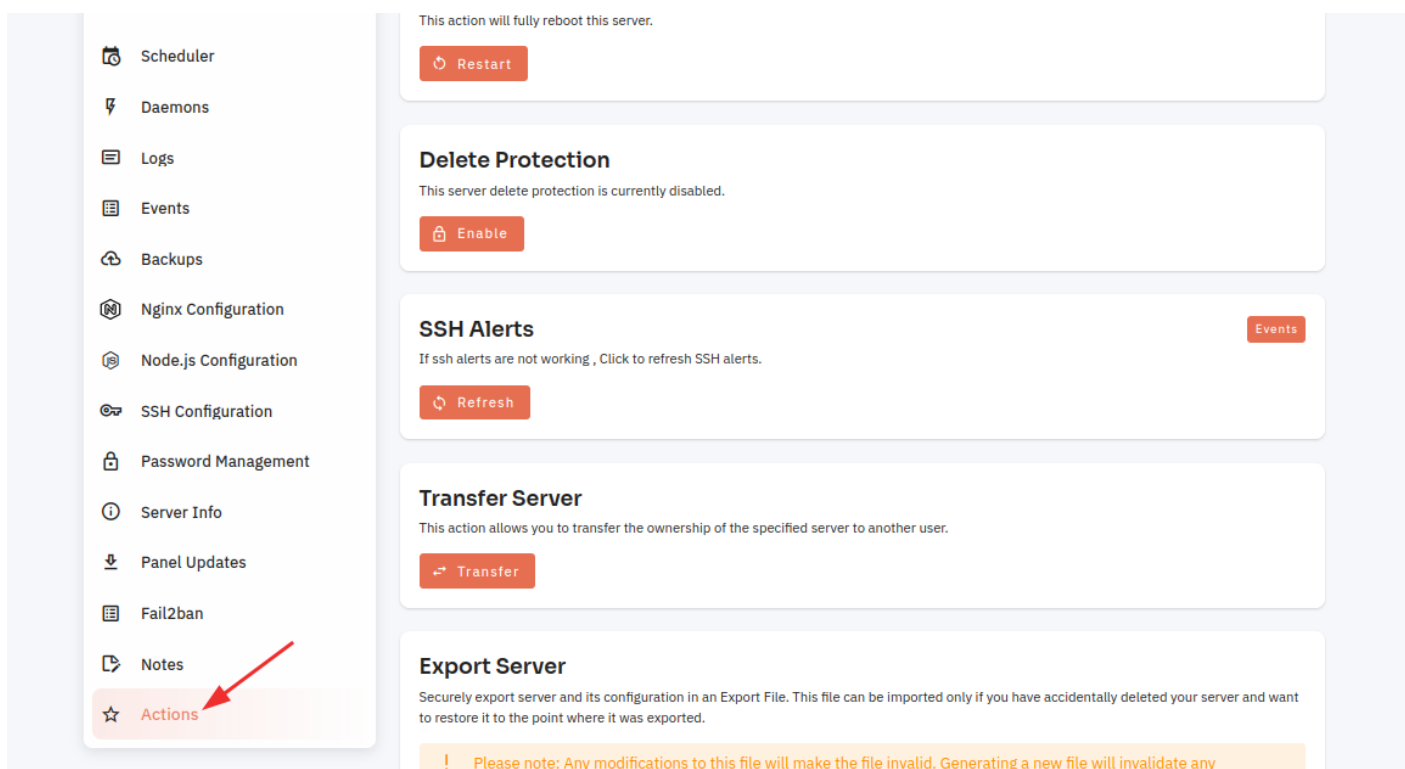 Scheduler
Daemons
Logs
Events
Backups
Nginx Configuration
Node.js Configuration
SSH Configuration
Password Management
Server Info
Panel Updates
Fail2ban
Notes
Actions
This action will fully reboot this server.
Restart
Delete Protection
This server delete protection is currently disabled.
Enable
SSH Alerts
Events
If ssh alerts are not working , Click to refresh SSH alerts.
Refresh
Transfer Server
This action allows you to transfer the ownership of the specified server to another user.
Transfer
Export Server
Securely export server and its configuration in an Export File. This file can be imported only if you have accidentally deleted your server and want
to restore it to the point where it was exported.
Please note: Any modifications to this file will make the file invalid. Generating a new file will invalidate any